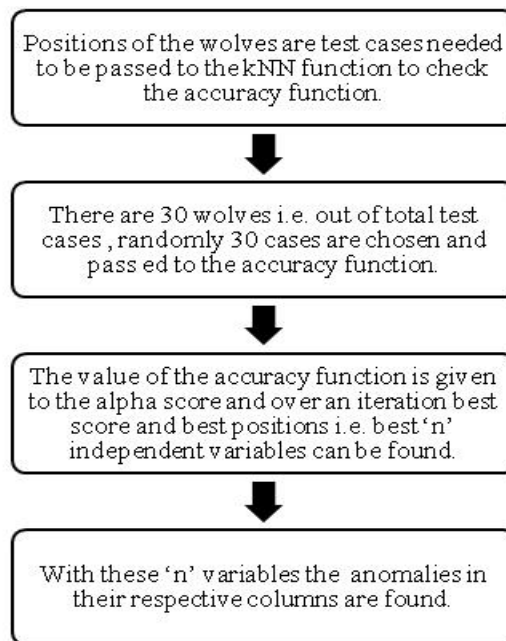 Positions of the wolves are test cases needed
to be passed to the kNN function to check
the accuracy function.
There are 30 wolves i.e. out of total test
cases , randomly 30 cases are chosen and
pass ed to the accuracy function.
The value of the accuracy function is given
to the alpha score and over an iteration best
score and best positions i.e. best ‘n’
independent variables can be found.
With these ‘n’ variables the anomalies in
their respective columns are found.